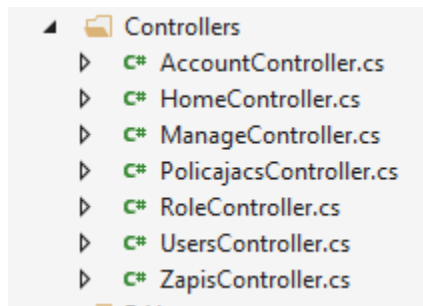 Controllers
C# AccountController.cs
C# HomeController.cs
C# ManageController.cs
C# PolicajacsController.cs
C# RoleController.cs
C# UsersController.cs
C# ZapisController.cs